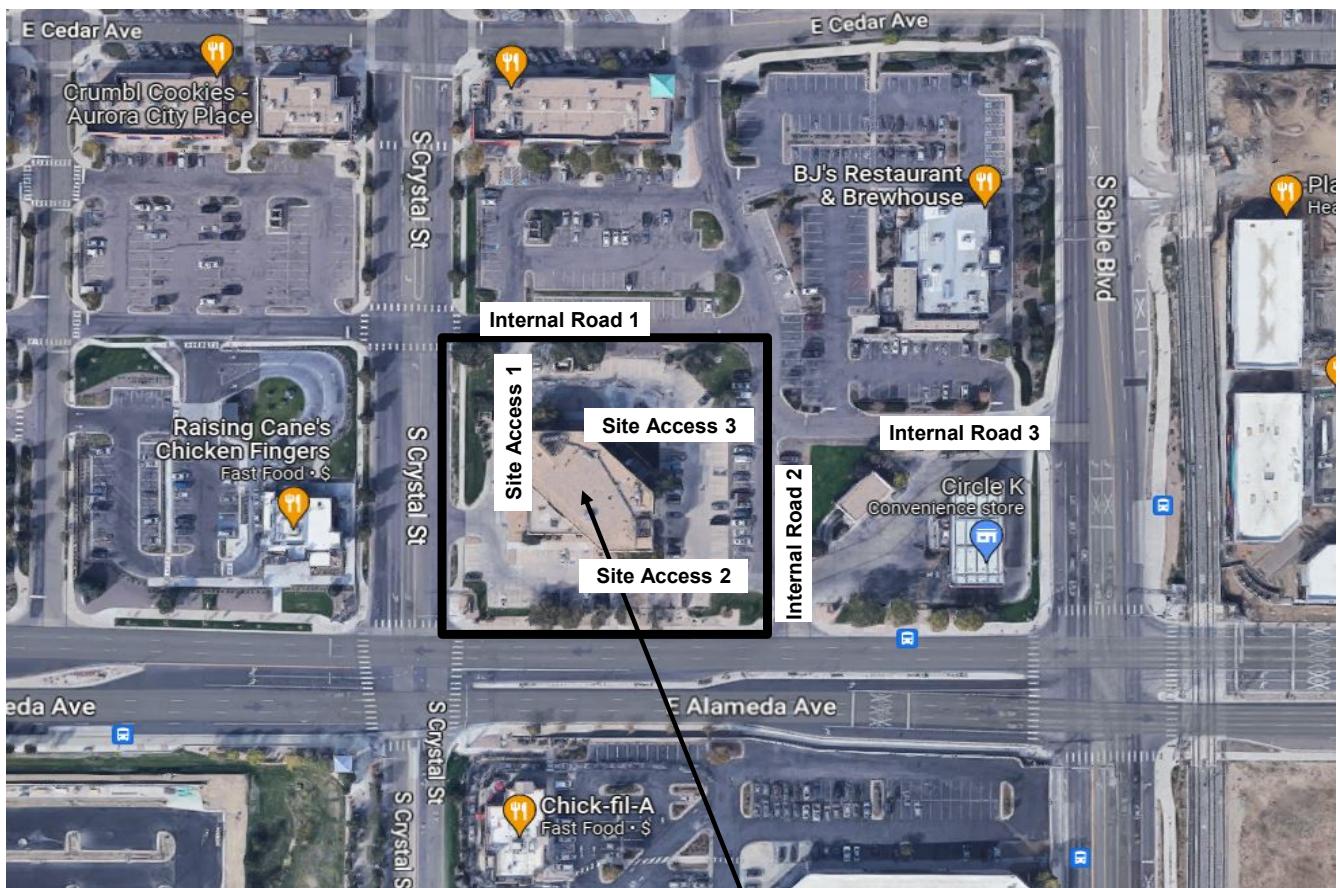 E Cedar Ave
E Cedar Ave
Crumbl Cookies -
Aurora City Place
S Crystal St
BJ's Restaurant
& Brewhouse
S Sable Blvd
Pla
Hea
Internal Road 1
Site Access 1
Site Access 3
Internal Road 3
Raising Cane's
Chicken Fingers
Fast Food • $
S Crystal St
Internal Road 2
Circle K
Convenience store
Site Access 2
eda Ave
S Crystal St
E Alameda Ave
Chick-fil-A
Fast Food • $
S Crystal S